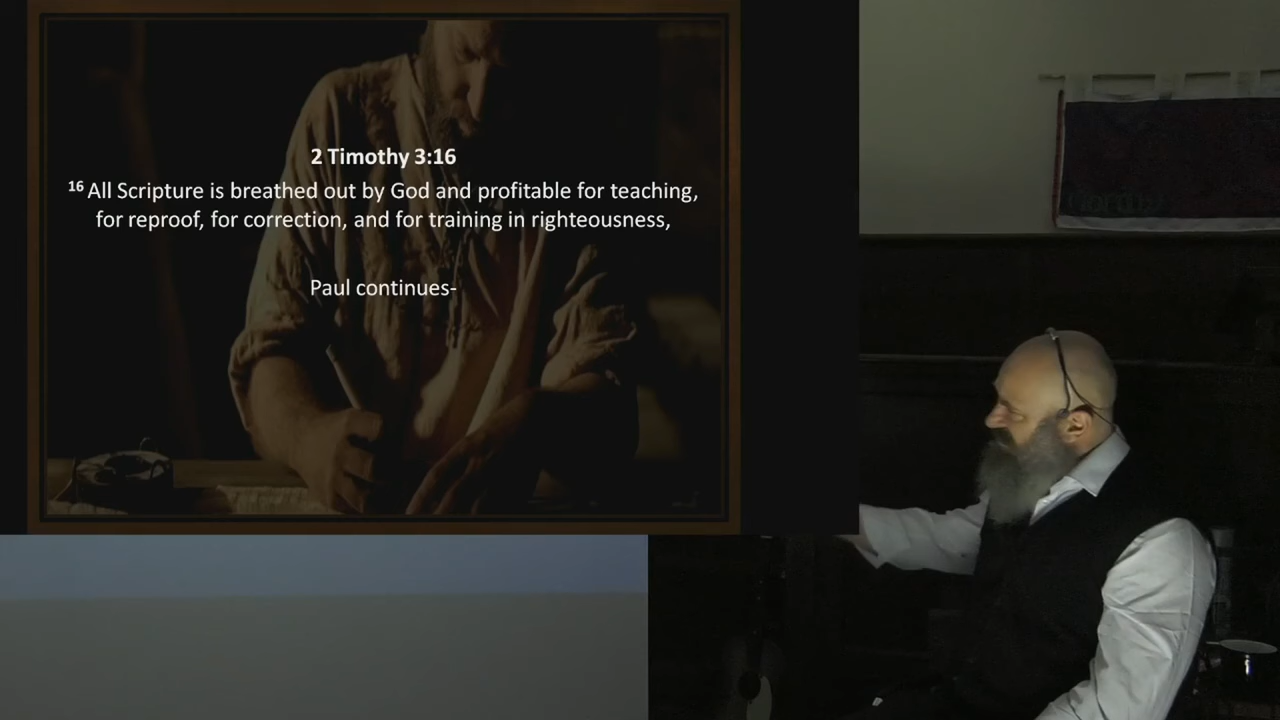 2 Timothy 3:16
16 All Scripture is breathed out by God and profitable for teaching,
for reproof, for correction, and for training in righteousness,
Paul continues-